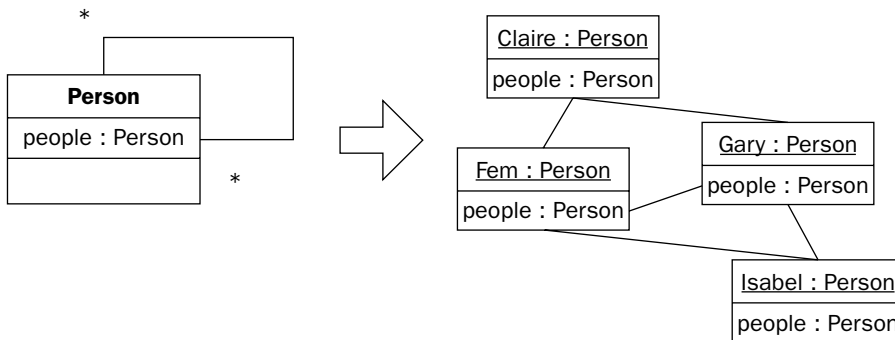 *
Person
people : Person
*
Claire : Person
people : Person
Fem : Person
people : Person
Gary : Person
people : Person
Isabel : Person
people : Person